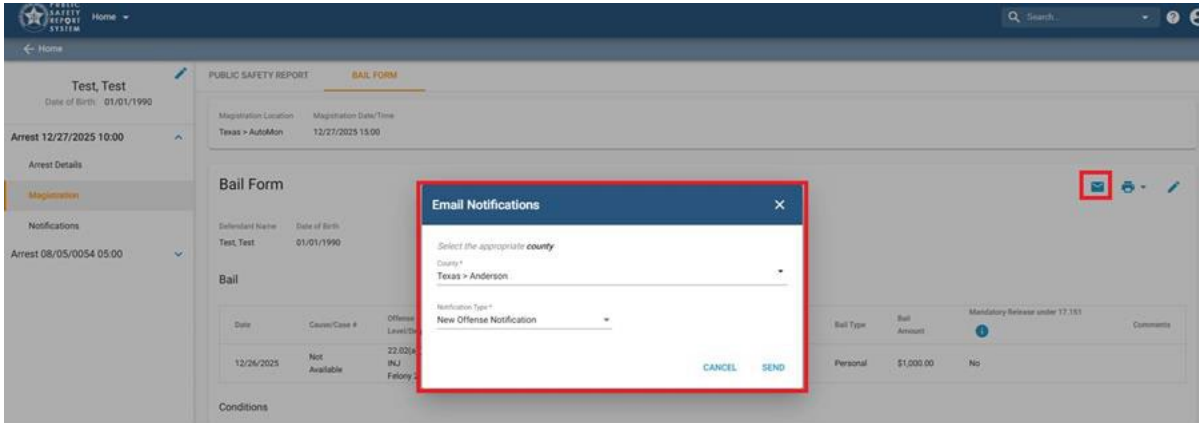 PUBLIC
SAFETY
REPORT
SYSTEM
Home
Search...
Home
Test, Test
Date of Birth: 01/01/1990
Arrest 12/27/2025 10:00
Arrest Details
Magistration
Notifications
Arrest 08/05/0054 05:00
PUBLIC SAFETY REPORT BAIL FORM
Magistration Location Magistration Date/Time
Texas > AutoMon 12/27/2025 15:00
Bail Form
Defendant Name Date of Birth
Test, Test 01/01/1990
Bail
Email Notifications
Select the appropriate county
County *
Texas > Anderson
Notification Type *
New Offense Notification
CANCEL SEND
Date Cause/Case # Offense Bail Type Bail Amount Mandatory Release under 17.151 Comments
12/26/2025 Not Available 22.02(a) INJ Felony 2 Personal $1,000.00 No
Conditions